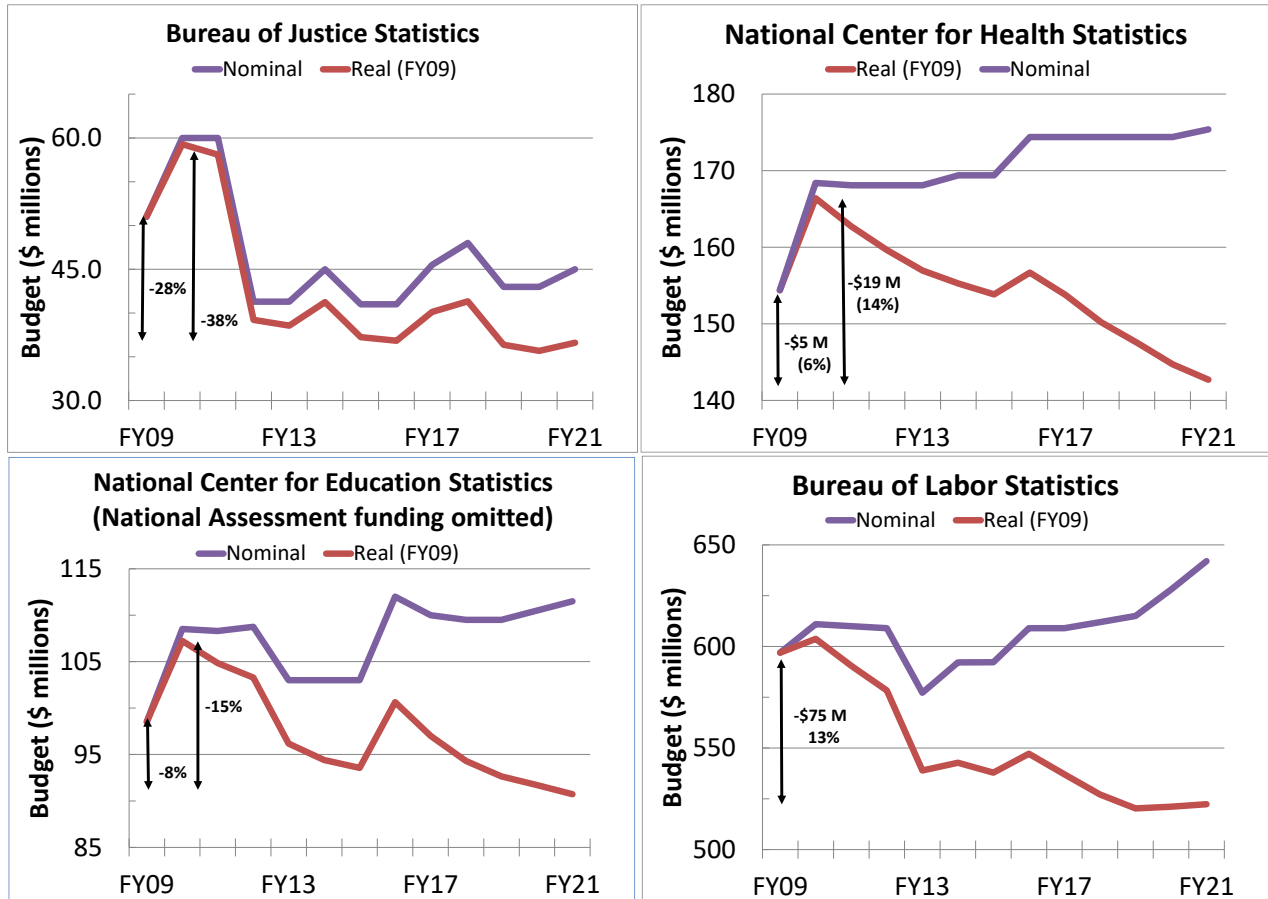 Bureau of Justice Statistics
Nominal Real (FY09)
Budget ($ millions)
60.0
45.0
30.0
-28%
-38%
FY09 FY13 FY17 FY21
National Center for Health Statistics
Real (FY09) Nominal
Budget ($ millions)
180
170
160
150
140
-$19 M
(14%)
-$5 M
(6%)
FY09 FY13 FY17 FY21
National Center for Education Statistics
(National Assessment funding omitted)
Nominal Real (FY09)
Budget ($ millions)
115
105
95
85
-15%
-8%
FY09 FY13 FY17 FY21
Bureau of Labor Statistics
Nominal Real (FY09)
Budget ($ millions)
650
600
550
500
-$75 M
13%
FY09 FY13 FY17 FY21